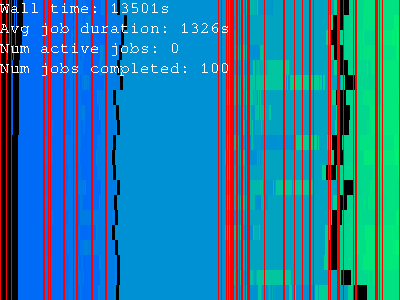 Wall time: 13501s
Avg job duration: 1326s
Num active jobs: 0
Num jobs completed: 100